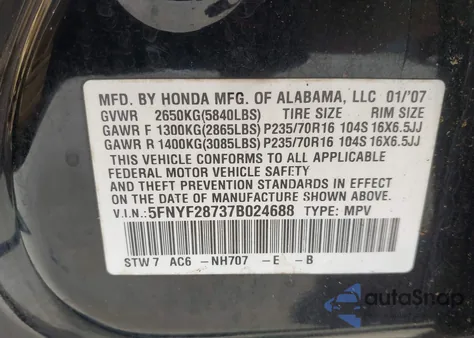 MFD. BY HONDA MFG. OF ALABAMA, LLC 01/'07
GVWR 2650KG(5840LBS) TIRE SIZE RIM SIZE
GAWR F 1300KG(2865LBS) P235/70R16 104S 16X6.5JJ
GAWR R 1400KG(3085LBS) P235/70R16 104S 16X6.5JJ
THIS VEHICLE CONFORMS TO ALL APPLICABLE
FEDERAL MOTOR VEHICLE SAFETY
STANDARDS IN EFFECT
ON THE DATE OF MANUFACTURE SHOWN ABOVE.
V.I.N.: 5FNYF28737B024688 TYPE: MPV
STW 7 AC6 -NH707 -E -B
autoSnap